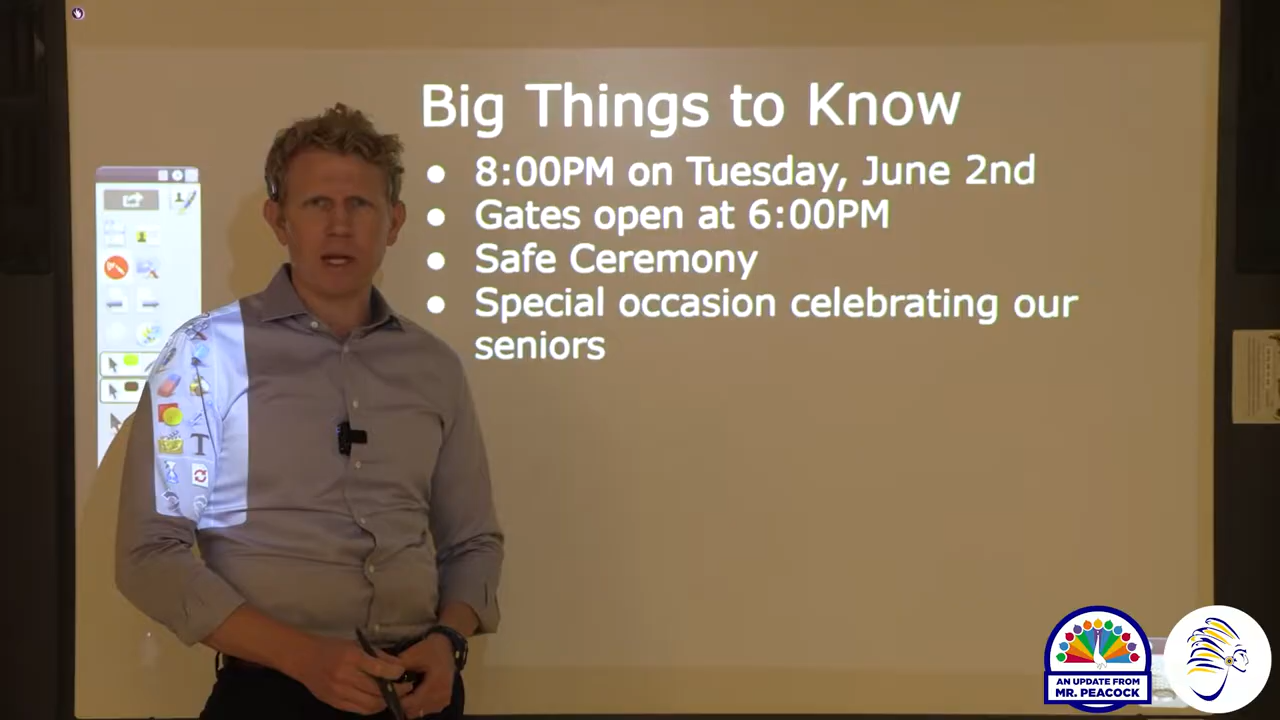 Big Things to Know
● 8:00PM on Tuesday, June 2nd
● Gates open at 6:00PM
● Safe Ceremony
● Special occasion celebrating our
seniors
T
AN UPDATE FROM
MR. PEACOCK